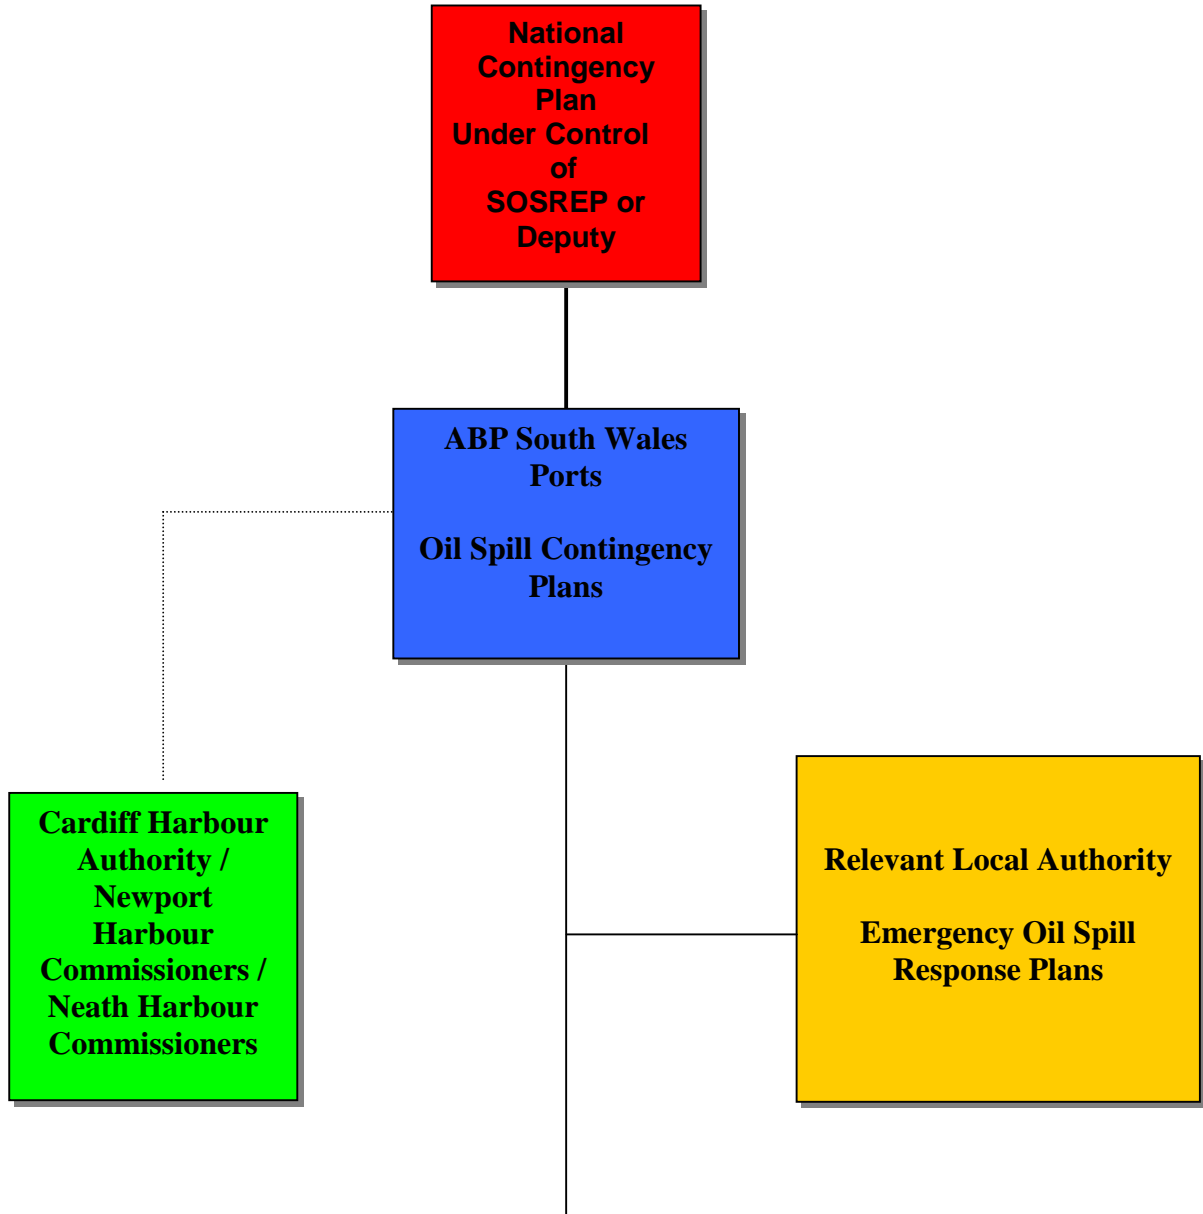 National
Contingency
Plan
Under Control
of
SOSREP or
Deputy
ABP South Wales
Ports
Oil Spill Contingency
Plans
Cardiff Harbour
Authority /
Newport
Harbour
Commissioners /
Neath Harbour
Commissioners
Relevant Local Authority
Emergency Oil Spill
Response Plans